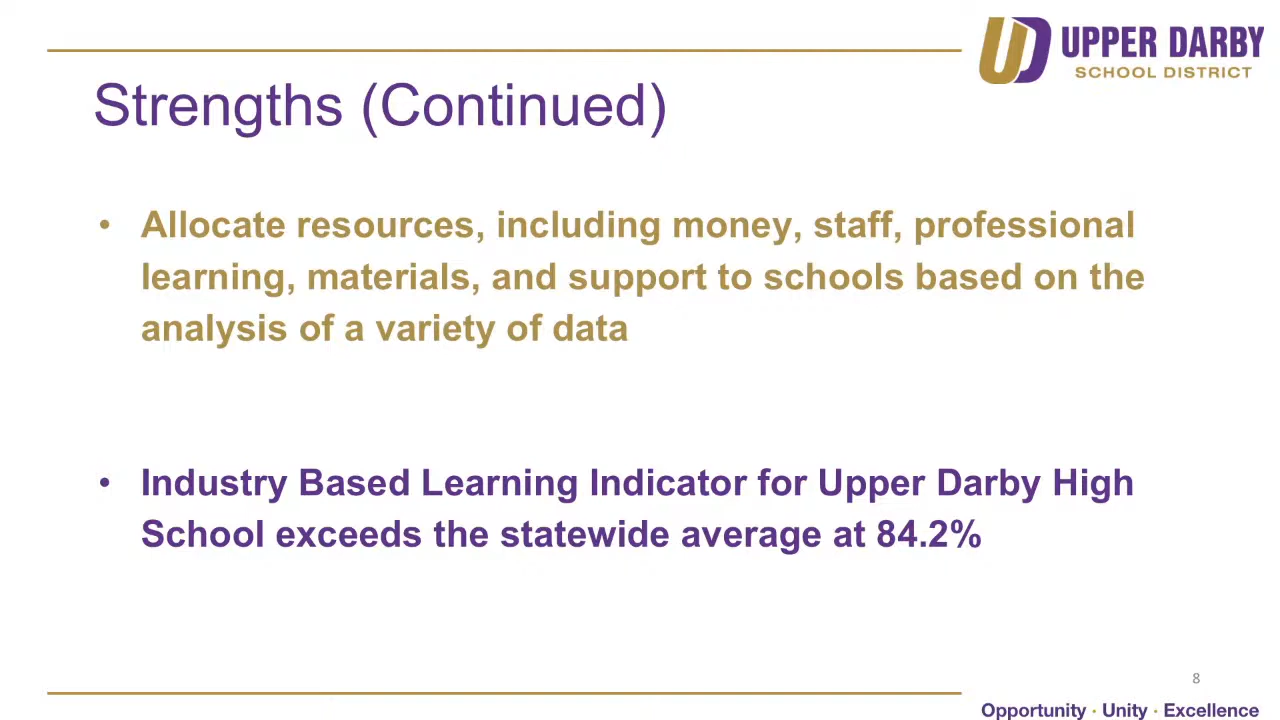 UPPER DARBY
SCHOOL DISTRICT
Strengths (Continued)
• Allocate resources, including money, staff, professional
learning, materials, and support to schools based on the
analysis of a variety of data
• Industry Based Learning Indicator for Upper Darby High
School exceeds the statewide average at 84.2%
8
Opportunity · Unity · Excellence